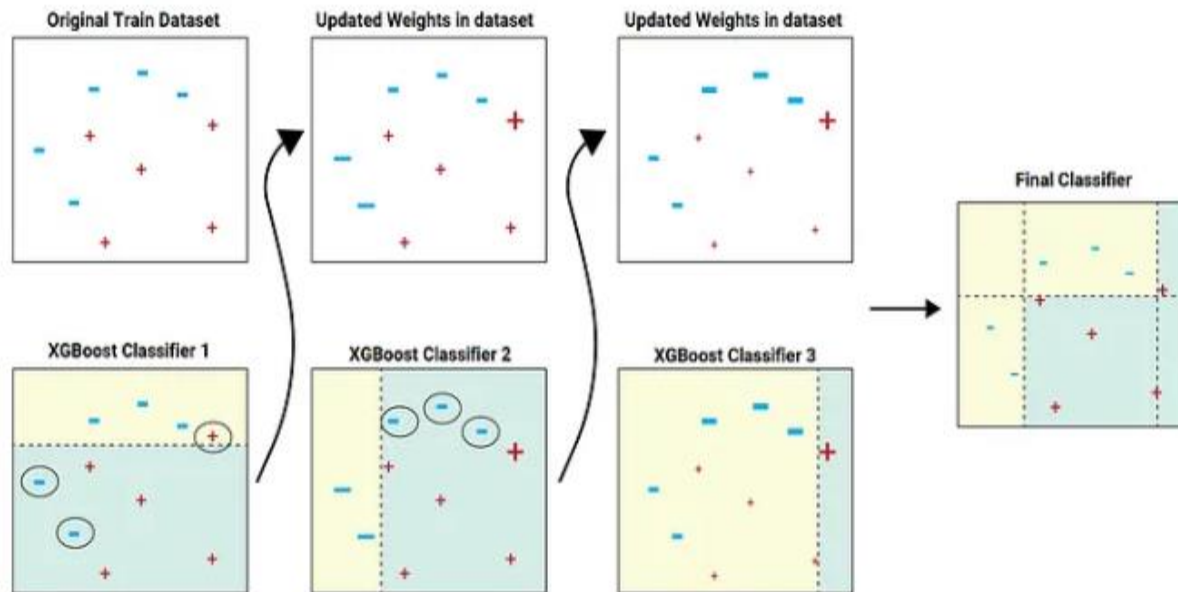 Original Train Dataset
Updated Weights in dataset
Updated Weights in dataset
Final Classifier
XGBoost Classifier 1
XGBoost Classifier 2
XGBoost Classifier 3